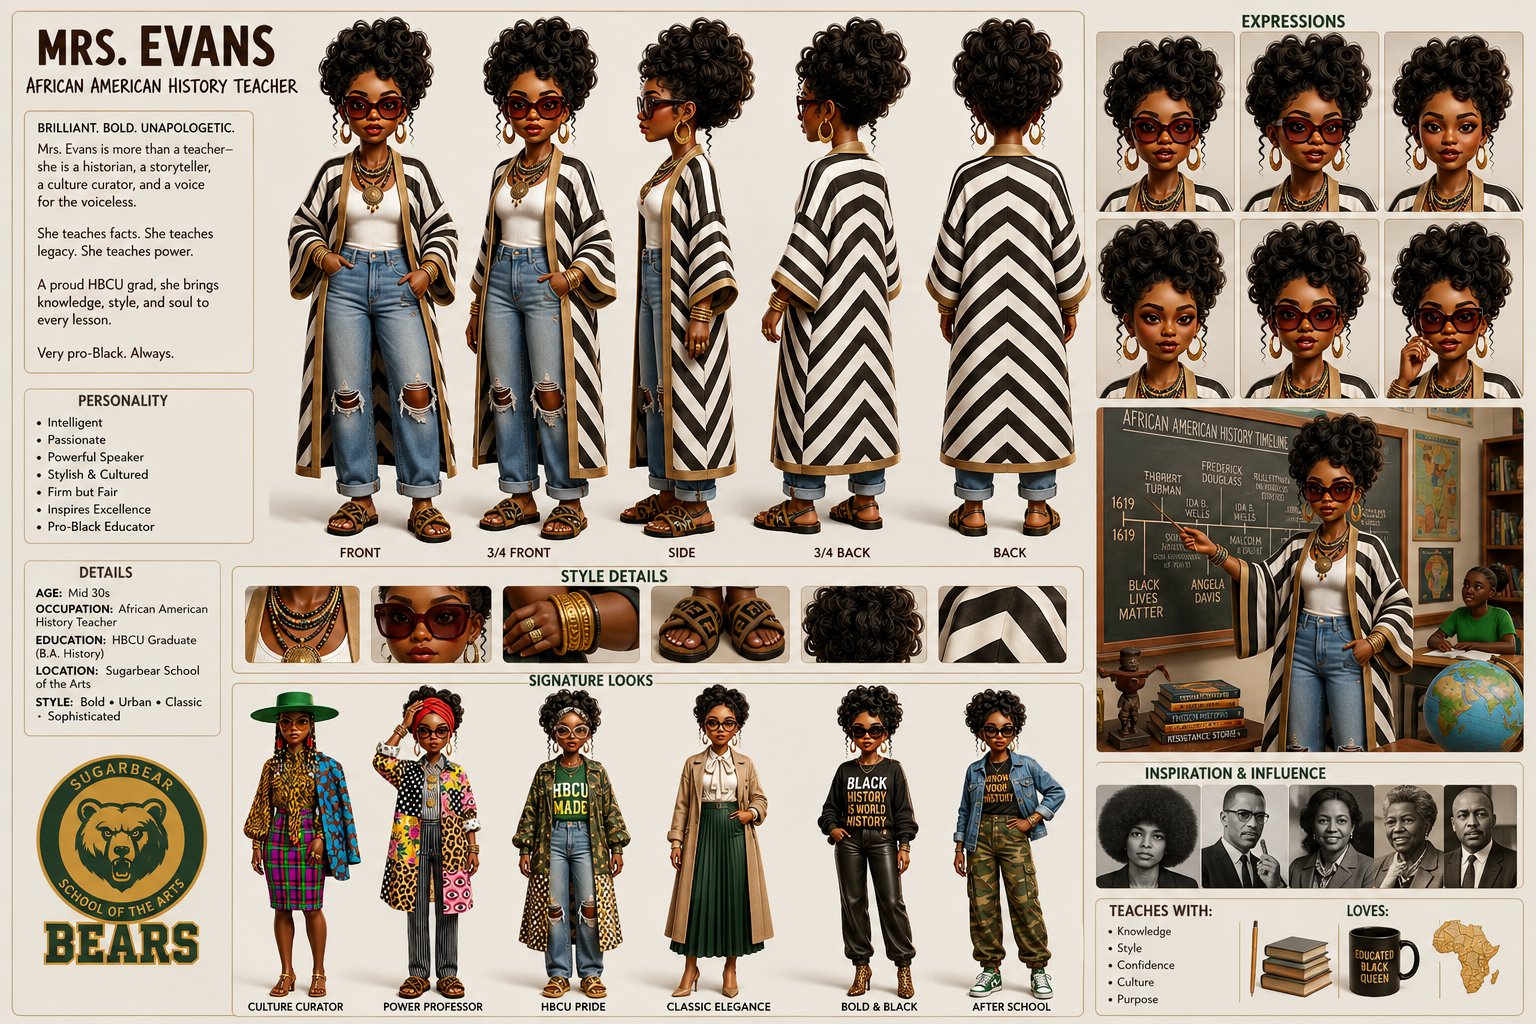 MRS. EVANS
AFRICAN AMERICAN HISTORY TEACHER
BRILLIANT. BOLD. UNAPOLOGETIC.
Mrs. Evans is more than a teacher—
she is a historian, a storyteller,
a culture curator, and a voice
for the voiceless.
She teaches facts. She teaches
legacy. She teaches power.
A proud HBCU grad, she brings
knowledge, style, and soul to
every lesson.
Very pro-Black. Always.
PERSONALITY
• Intelligent
• Passionate
• Powerful Speaker
• Stylish & Cultured
• Firm but Fair
• Inspires Excellence
• Pro-Black Educator
DETAILS
AGE: Mid 30s
OCCUPATION: African American
History Teacher
EDUCATION: HBCU Graduate
(B.A. History)
LOCATION: Sugarbear School
of the Arts
STYLE: Bold • Urban • Classic
• Sophisticated
SUGARBEAR
SCHOOL OF THE ARTS
BEARS
FRONT
3/4 FRONT
SIDE
3/4 BACK
BACK
STYLE DETAILS
SIGNATURE LOOKS
HBCU
MADE
BLACK
HISTORY
IS WORLD
HISTORY
KNOW
YOUR
HISTORY
CULTURE CURATOR
POWER PROFESSOR
HBCU PRIDE
CLASSIC ELEGANCE
BOLD & BLACK
AFTER SCHOOL
EXPRESSIONS
AFRICAN AMERICAN HISTORY TIMELINE
TUBMAN
FREDERICK
DOUGLASS
1619
IDA B.
WELLS
IDA B.
1619
MALCOLM
BLACK
LIVES
MATTER
ANGELA
DAVIS
RESISTANCE STORIES
INSPIRATION & INFLUENCE
TEACHES WITH:
• Knowledge
• Style
• Confidence
• Culture
• Purpose
LOVES:
EDUCATED
BLACK
QUEEN